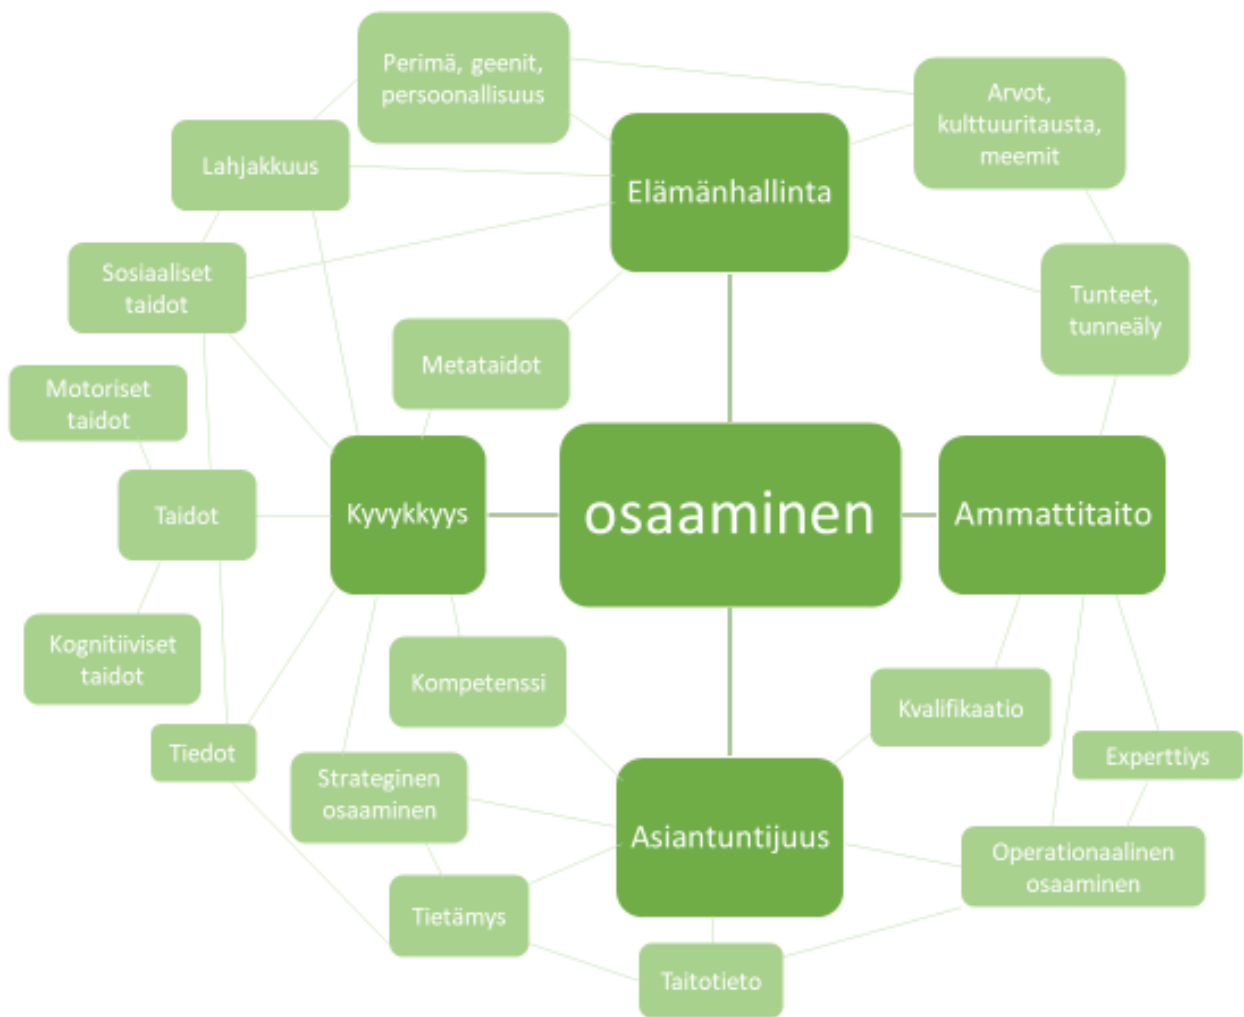 Perimä, geenit,
persoonallisuus
Arvot,
kulttuuritausta,
meemit
Lahjakkuus
Elämänhallinta
Sosiaaliset
taidot
Tunteet,
tunneäly
Metataidot
Motoriset
taidot
Taidot
Kyvykkyys
osaaminen
Ammattitaito
Kognitiiviset
taidot
Kompetenssi
Kvalifikaatio
Tiedot
Experttiys
Strateginen
osaaminen
Asiantuntijuus
Operationaalinen
osaaminen
Tietämys
Taitotieto